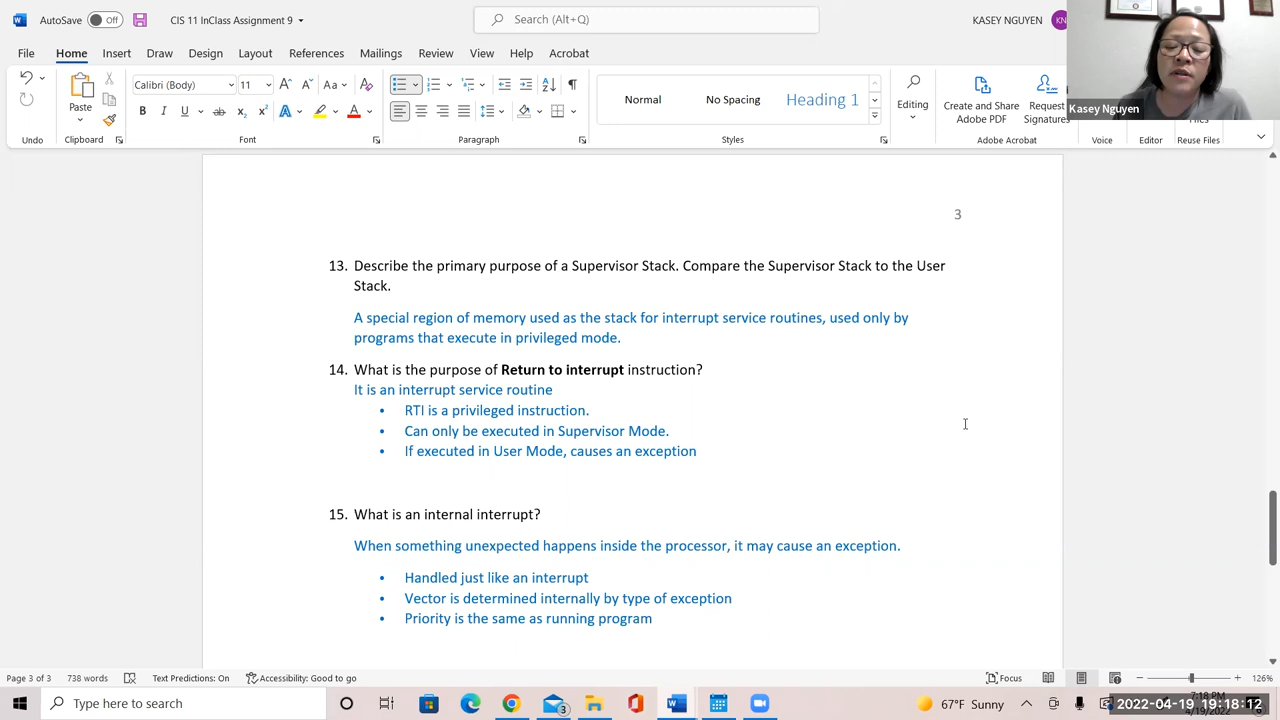 AutoSave Off CIS 11 InClass Assignment 9 Search (Alt+Q) KASEY NGUYEN KN
File Home Insert Draw Design Layout References Mailings Review View Help Acrobat
Calibri (Body) 11 Aa
Paste
Normal No Spacing Heading 1
Editing
Create and Share Adobe PDF
Request Signatures
Kasey Nguyen
Undo Clipboard Font Paragraph Styles Adobe Acrobat Voice Editor Reuse Files
3
13. Describe the primary purpose of a Supervisor Stack. Compare the Supervisor Stack to the User
Stack.
A special region of memory used as the stack for interrupt service routines, used only by
programs that execute in privileged mode.
14. What is the purpose of Return to interrupt instruction?
It is an interrupt service routine
• RTI is a privileged instruction.
• Can only be executed in Supervisor Mode.
• If executed in User Mode, causes an exception
15. What is an internal interrupt?
When something unexpected happens inside the processor, it may cause an exception.
• Handled just like an interrupt
• Vector is determined internally by type of exception
• Priority is the same as running program
Page 3 of 3 738 words Text Predictions: On Accessibility: Good to go Focus 126%
Type here to search 3 67°F Sunny 7:18 PM
2022-04-19 19:18:12
4/19/2022